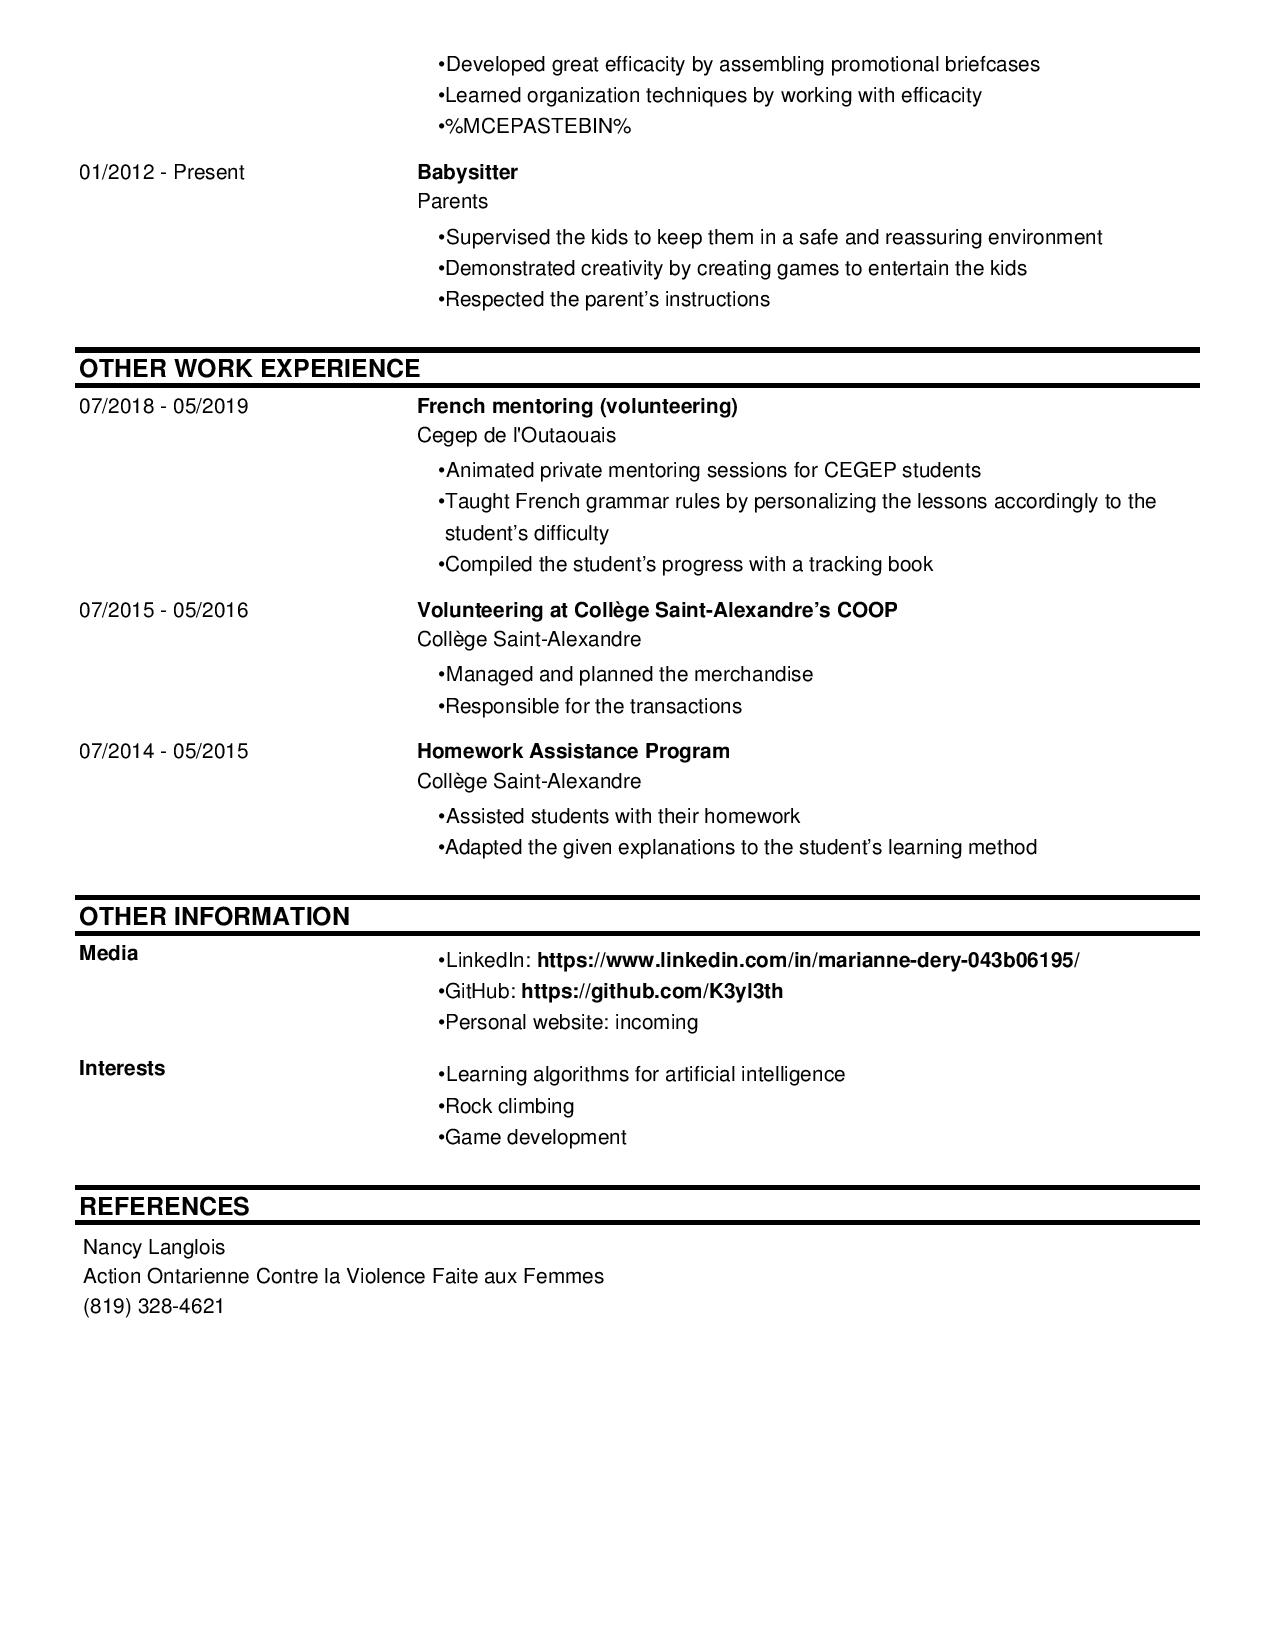 •Developed great efficacity by assembling promotional briefcases
•Learned organization techniques by working with efficacity
•%MCEPASTEBIN%
01/2012 - Present Babysitter
Parents
•Supervised the kids to keep them in a safe and reassuring environment
•Demonstrated creativity by creating games to entertain the kids
•Respected the parent’s instructions
OTHER WORK EXPERIENCE
07/2018 - 05/2019 French mentoring (volunteering)
Cegep de l'Outaouais
•Animated private mentoring sessions for CEGEP students
•Taught French grammar rules by personalizing the lessons accordingly to the
student’s difficulty
•Compiled the student’s progress with a tracking book
07/2015 - 05/2016 Volunteering at Collège Saint-Alexandre’s COOP
Collège Saint-Alexandre
•Managed and planned the merchandise
•Responsible for the transactions
07/2014 - 05/2015 Homework Assistance Program
Collège Saint-Alexandre
•Assisted students with their homework
•Adapted the given explanations to the student’s learning method
OTHER INFORMATION
Media
•LinkedIn: https://www.linkedin.com/in/marianne-dery-043b06195/
•GitHub: https://github.com/K3yl3th
•Personal website: incoming
Interests
•Learning algorithms for artificial intelligence
•Rock climbing
•Game development
REFERENCES
Nancy Langlois
Action Ontarienne Contre la Violence Faite aux Femmes
(819) 328-4621